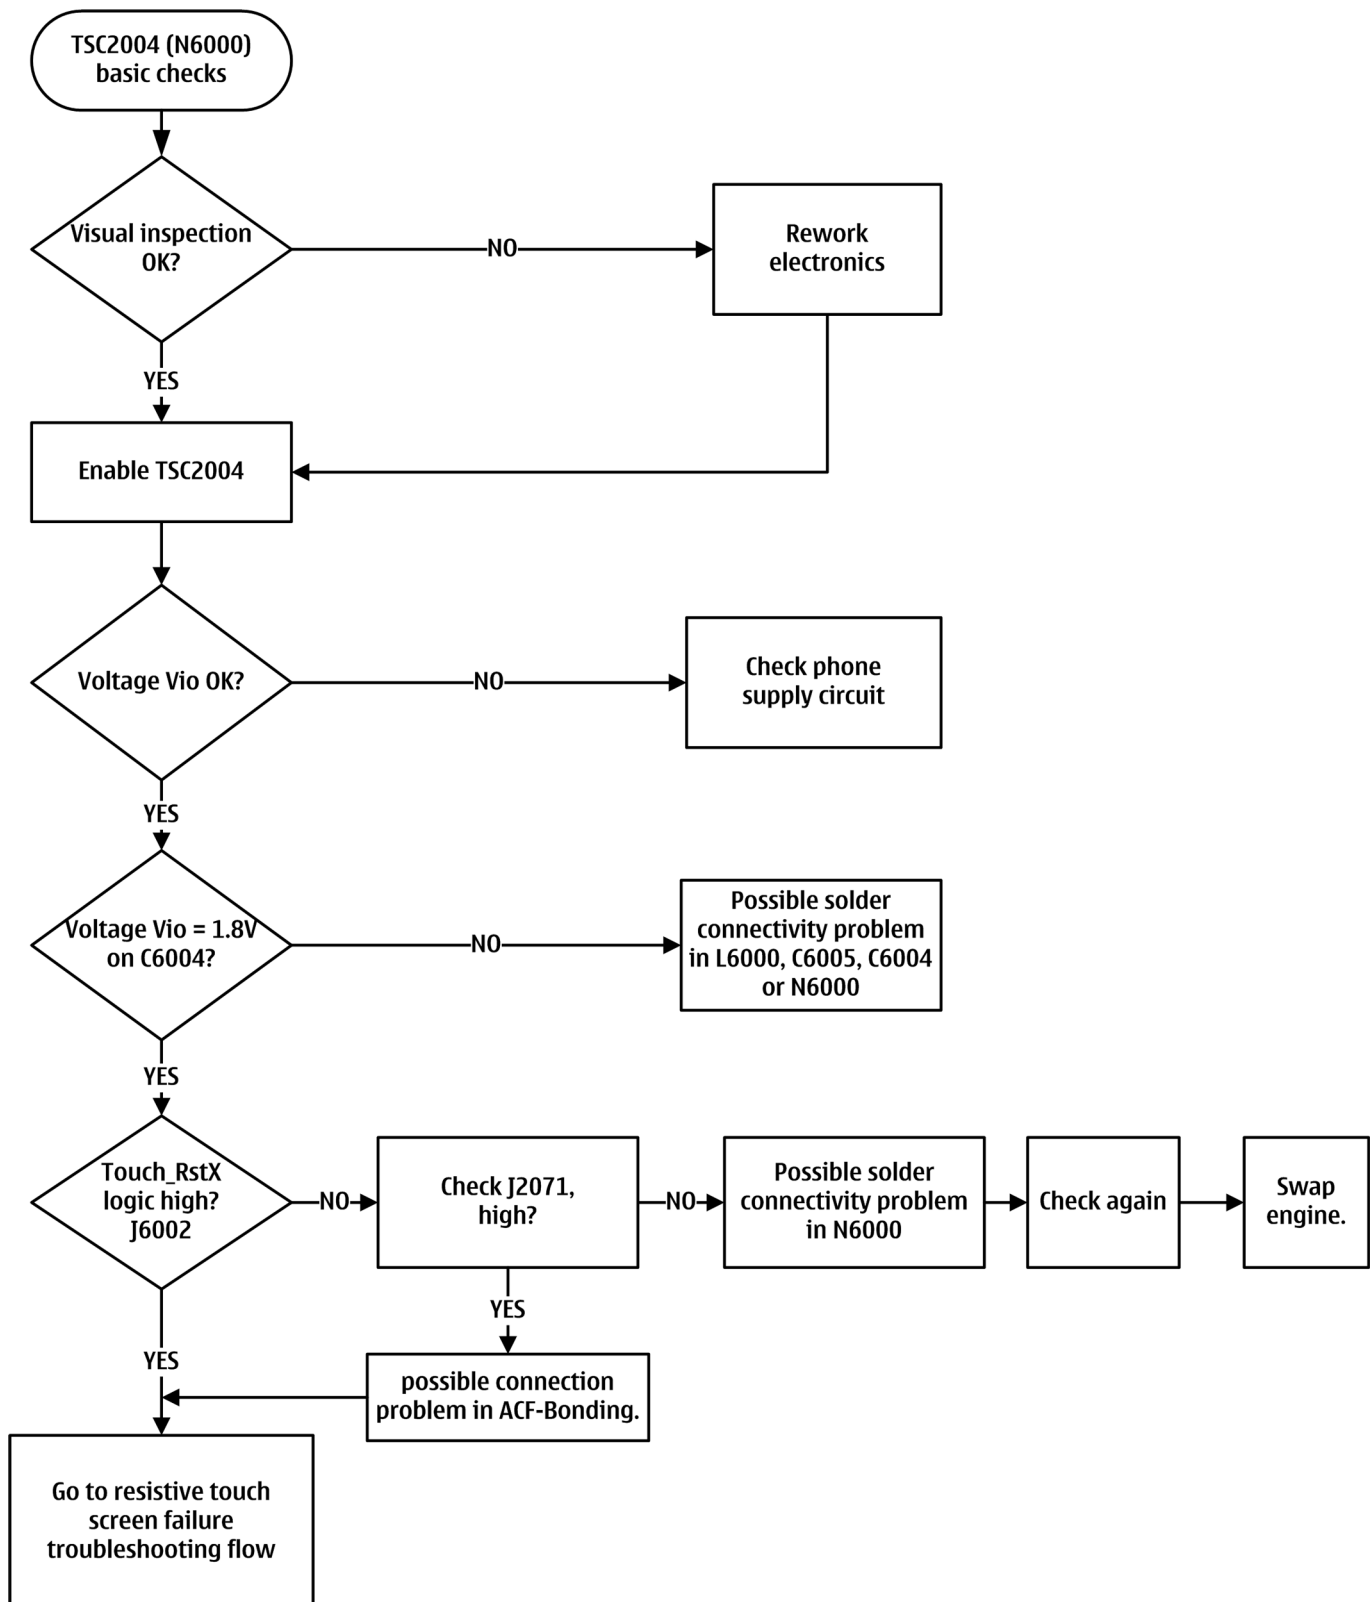 TSC2004 (N6000)
basic checks
Visual inspection
OK?
NO
Rework
electronics
YES
Enable TSC2004
Voltage Vio OK?
NO
Check phone
supply circuit
YES
Voltage Vio = 1.8V
on C6004?
NO
Possible solder
connectivity problem
in L6000, C6005, C6004
or N6000
YES
Touch_RstX
logic high?
J6002
NO
Check J2071,
high?
NO
Possible solder
connectivity problem
in N6000
Check again
Swap
engine.
YES
YES
possible connection
problem in ACF-Bonding.
Go to resistive touch
screen failure
troubleshooting flow